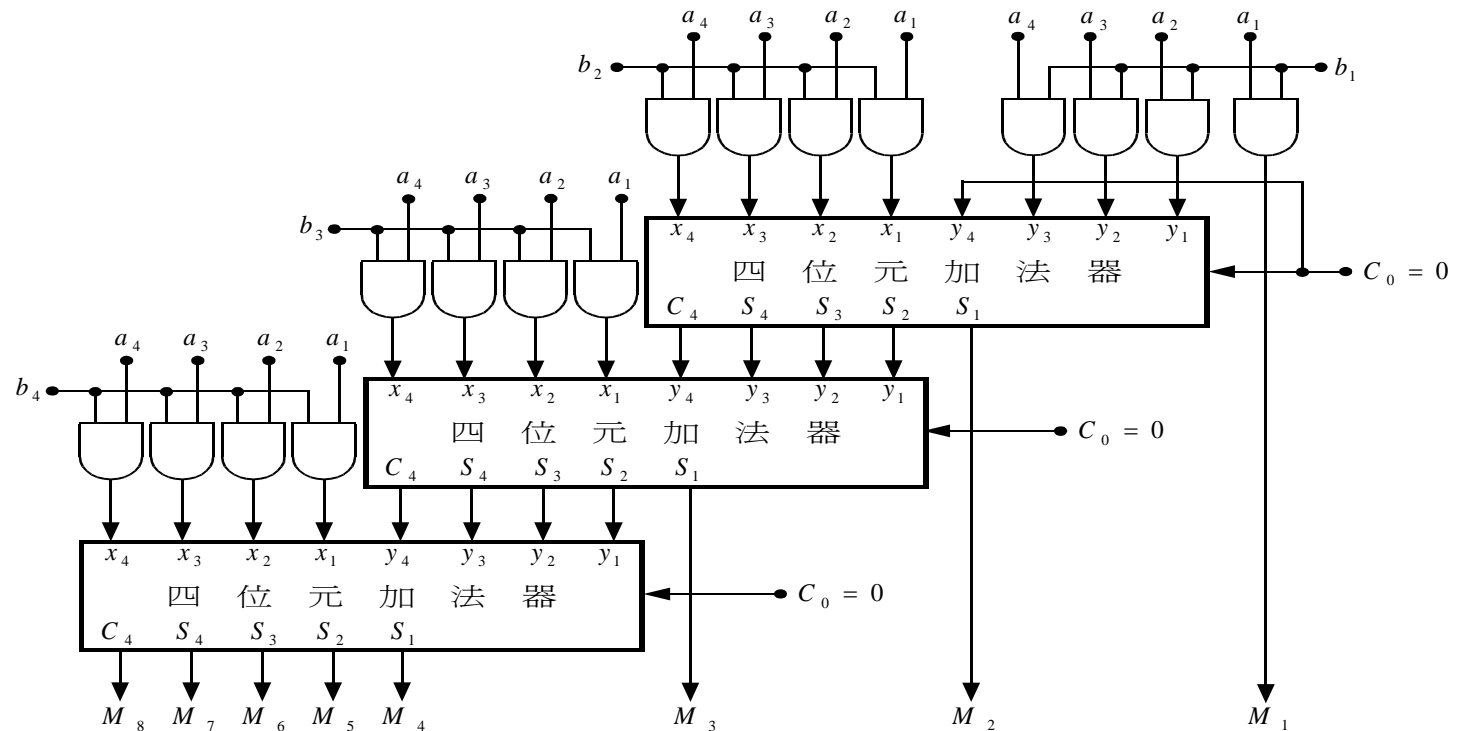 a₄ a₃ a₂ a₁ a₄ a₃ a₂ a₁
b₂ b₁
a₄ a₃ a₂ a₁
b₃
x₄ x₃ x₂ x₁ y₄ y₃ y₂ y₁
四位元加法器
C₀ = 0
C₄ S₄ S₃ S₂ S₁
a₄ a₃ a₂ a₁
b₄
x₄ x₃ x₂ x₁ y₄ y₃ y₂ y₁
四位元加法器
C₀ = 0
C₄ S₄ S₃ S₂ S₁
x₄ x₃ x₂ x₁ y₄ y₃ y₂ y₁
四位元加法器
C₀ = 0
C₄ S₄ S₃ S₂ S₁
M₈ M₇ M₆ M₅ M₄ M₃ M₂ M₁